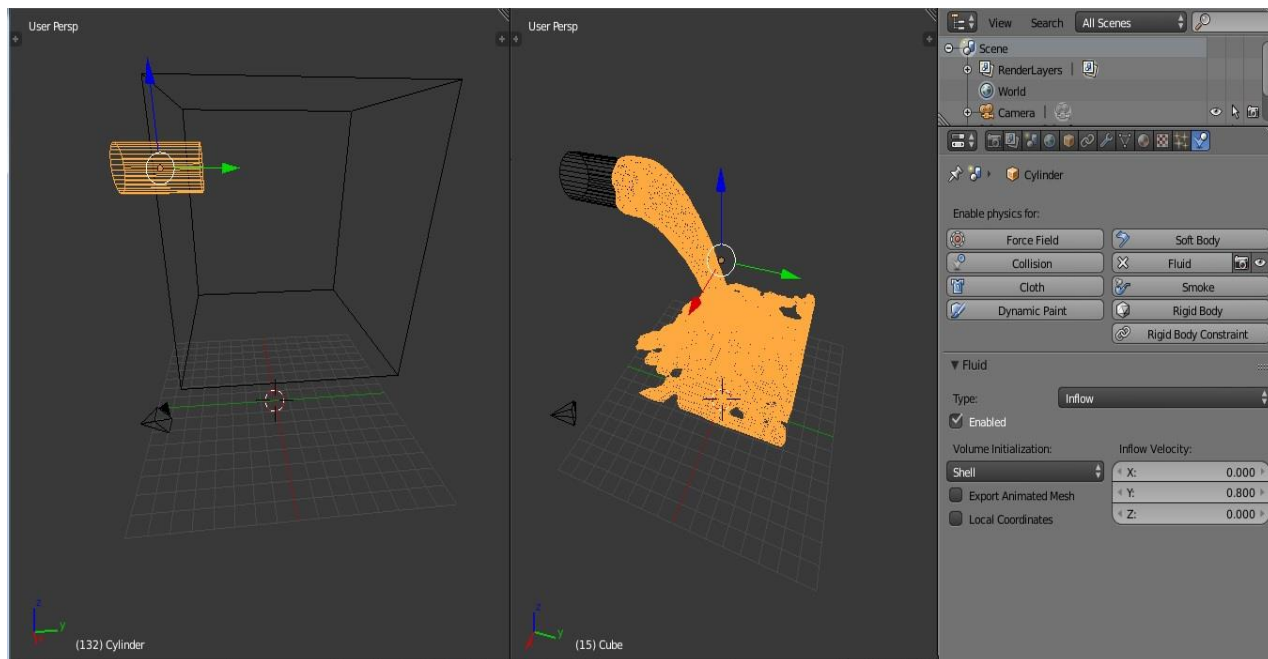 User Persp
z
y
(132) Cylinder
User Persp
z
y
(15) Cube
View Search All Scenes
Scene
RenderLayers
World
Camera
Cylinder
Enable physics for:
Force Field Soft Body
Collision Fluid
Cloth Smoke
Dynamic Paint Rigid Body
Rigid Body Constraint
Fluid
Type: Inflow
Enabled
Volume Initialization: Inflow Velocity:
Shell X: 0.000
Export Animated Mesh Y: 0.800
Local Coordinates Z: 0.000